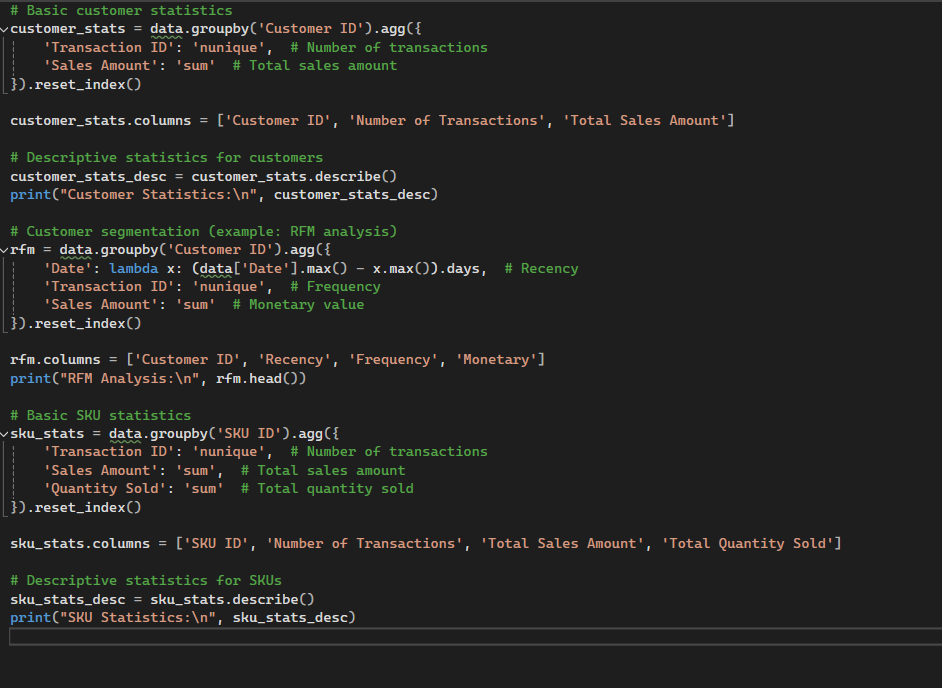 # Basic customer statistics
customer_stats = data.groupby('Customer ID').agg({
    'Transaction ID': 'nunique',  # Number of transactions
    'Sales Amount': 'sum'  # Total sales amount
}).reset_index()

customer_stats.columns = ['Customer ID', 'Number of Transactions', 'Total Sales Amount']

# Descriptive statistics for customers
customer_stats_desc = customer_stats.describe()
print("Customer Statistics:\n", customer_stats_desc)

# Customer segmentation (example: RFM analysis)
rfm = data.groupby('Customer ID').agg({
    'Date': lambda x: (data['Date'].max() - x.max()).days,  # Recency
    'Transaction ID': 'nunique',  # Frequency
    'Sales Amount': 'sum'  # Monetary value
}).reset_index()

rfm.columns = ['Customer ID', 'Recency', 'Frequency', 'Monetary']
print("RFM Analysis:\n", rfm.head())

# Basic SKU statistics
sku_stats = data.groupby('SKU ID').agg({
    'Transaction ID': 'nunique',  # Number of transactions
    'Sales Amount': 'sum',  # Total sales amount
    'Quantity Sold': 'sum'  # Total quantity sold
}).reset_index()

sku_stats.columns = ['SKU ID', 'Number of Transactions', 'Total Sales Amount', 'Total Quantity Sold']

# Descriptive statistics for SKUs
sku_stats_desc = sku_stats.describe()
print("SKU Statistics:\n", sku_stats_desc)